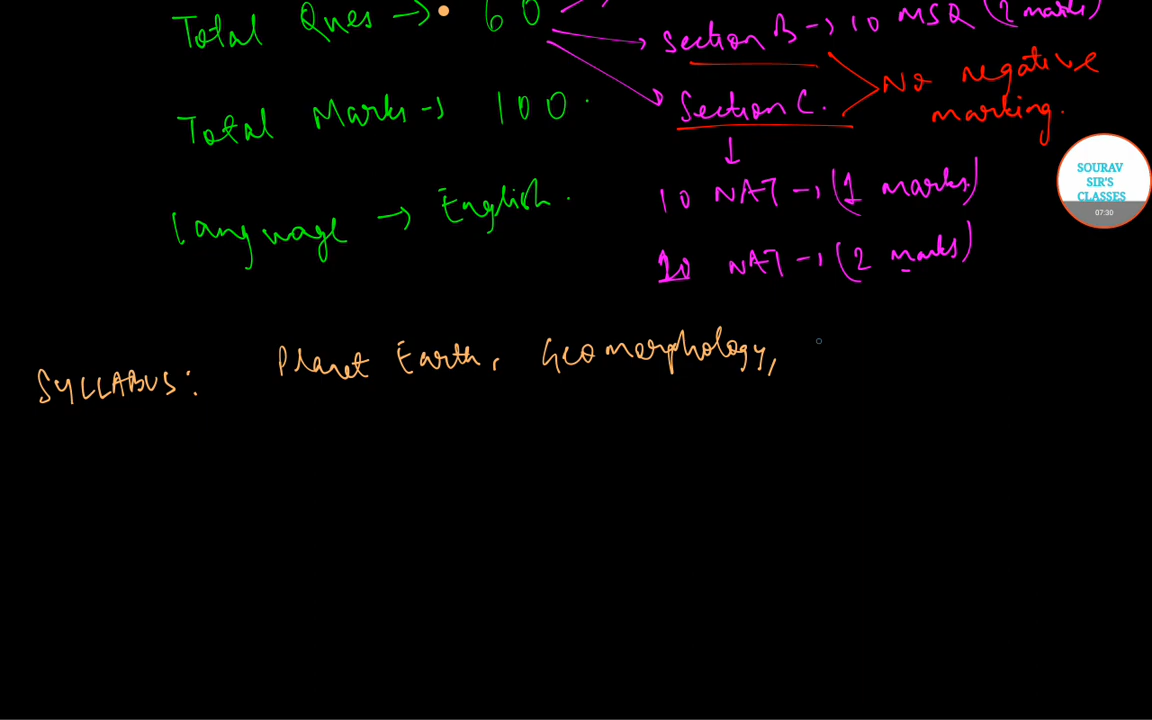 Total Ques → 60
Section B → 10 MSQ (2 marks)
No negative
marking.
Total Marks → 100.
Section C.
10 NAT → (1 marks)
Language → English.
10 NAT → (2 marks)
SYLLABUS: Planet Earth, Geomorphology,
SOURAV
SIR'S
CLASSES
07:30